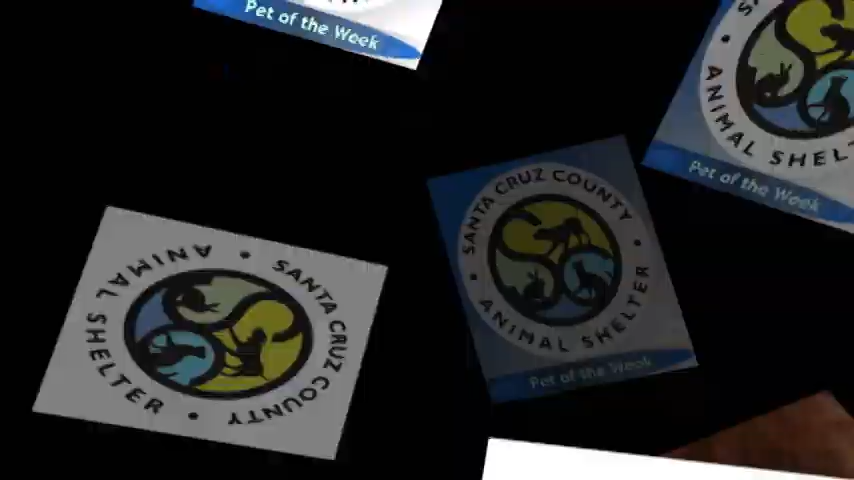 Pet of the Week
ANIMAL SHELT
Pet of the Week
SANTA CRUZ COUNTY
ANIMAL SHELTER
Pet of the Week
SANTA CRUZ COUNTY
ANIMAL SHELTER